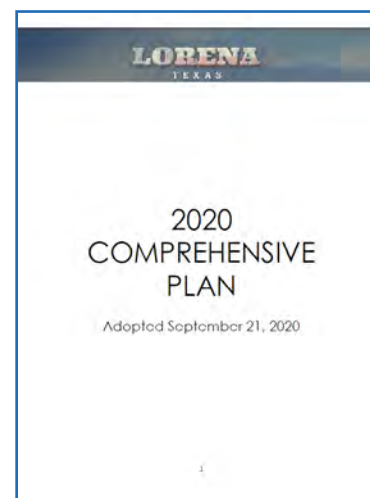 LORENA
TEXAS
2020
COMPREHENSIVE
PLAN
Adopted September 21, 2020
1